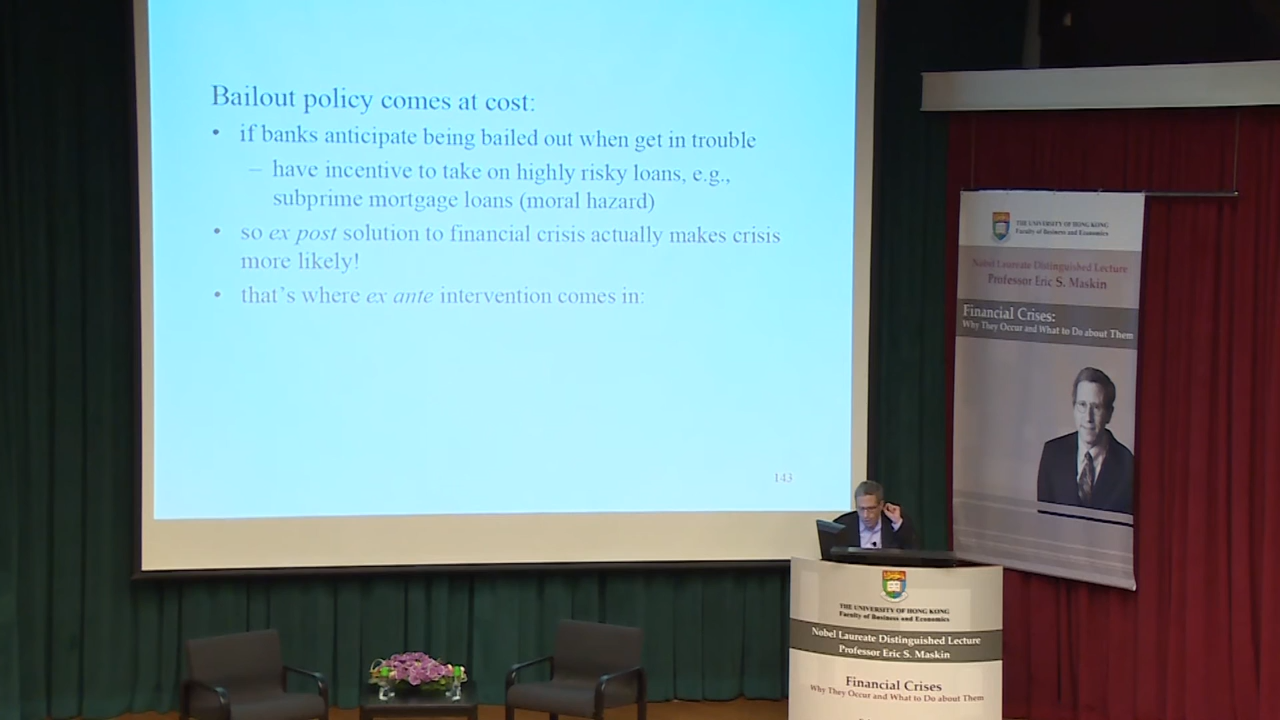 Bailout policy comes at cost:
• if banks anticipate being bailed out when get in trouble
– have incentive to take on highly risky loans, e.g.,
subprime mortgage loans (moral hazard)
• so ex post solution to financial crisis actually makes crisis
more likely!
• that's where ex ante intervention comes in:
143
THE UNIVERSITY OF HONG KONG
Faculty of Business and Economics
Nobel Laureate Distinguished Lecture
Professor Eric S. Maskin
Financial Crises:
Why They Occur and What to Do about Them
THE UNIVERSITY OF HONG KONG
Faculty of Business and Economics
Nobel Laureate Distinguished Lecture
Professor Eric S. Maskin
Financial Crises
Why They Occur and What to Do about Them